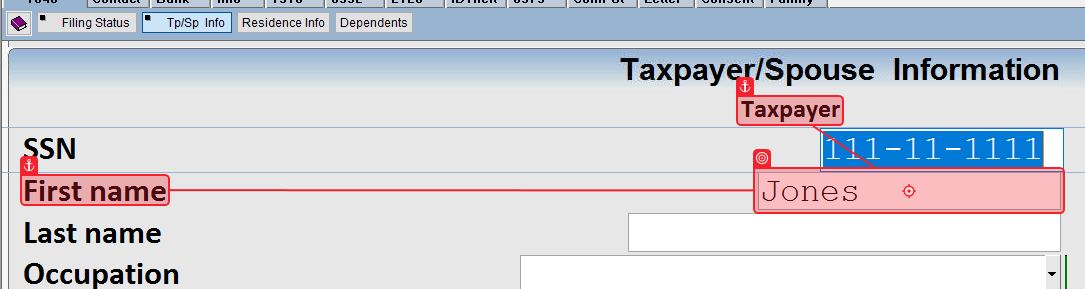 Filing Status Tp/Sp Info Residence Info Dependents
Taxpayer/Spouse Information
Taxpayer
SSN 111-11-1111
First name Jones
Last name
Occupation